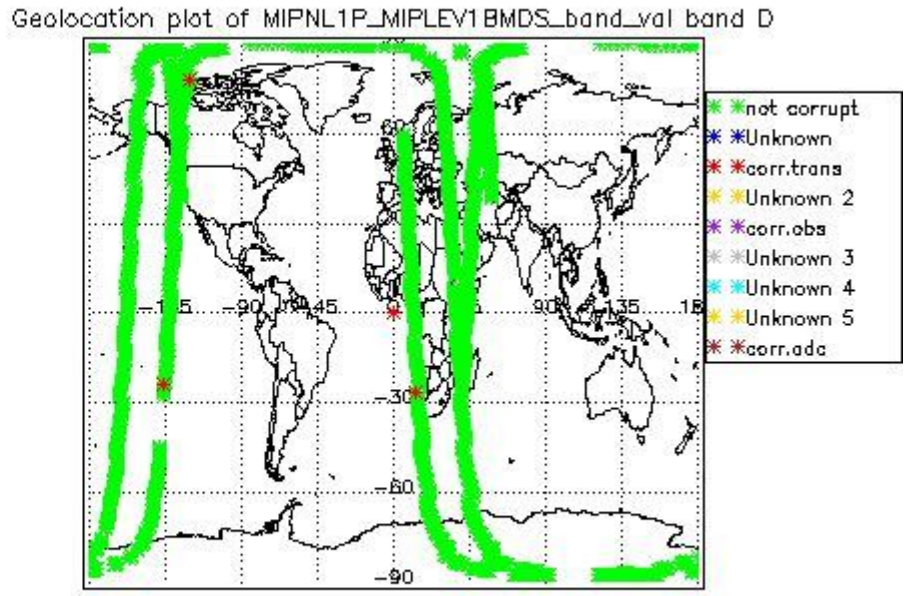 Geolocation plot of MIPNL1P_MIPLEV1BMDS_band_val band D
60
-135 -90 -45 90 135 18
-30
-60
-90
not corrupt
Unknown
corr.trans
Unknown 2
corr.obs
Unknown 3
Unknown 4
Unknown 5
corr.adc